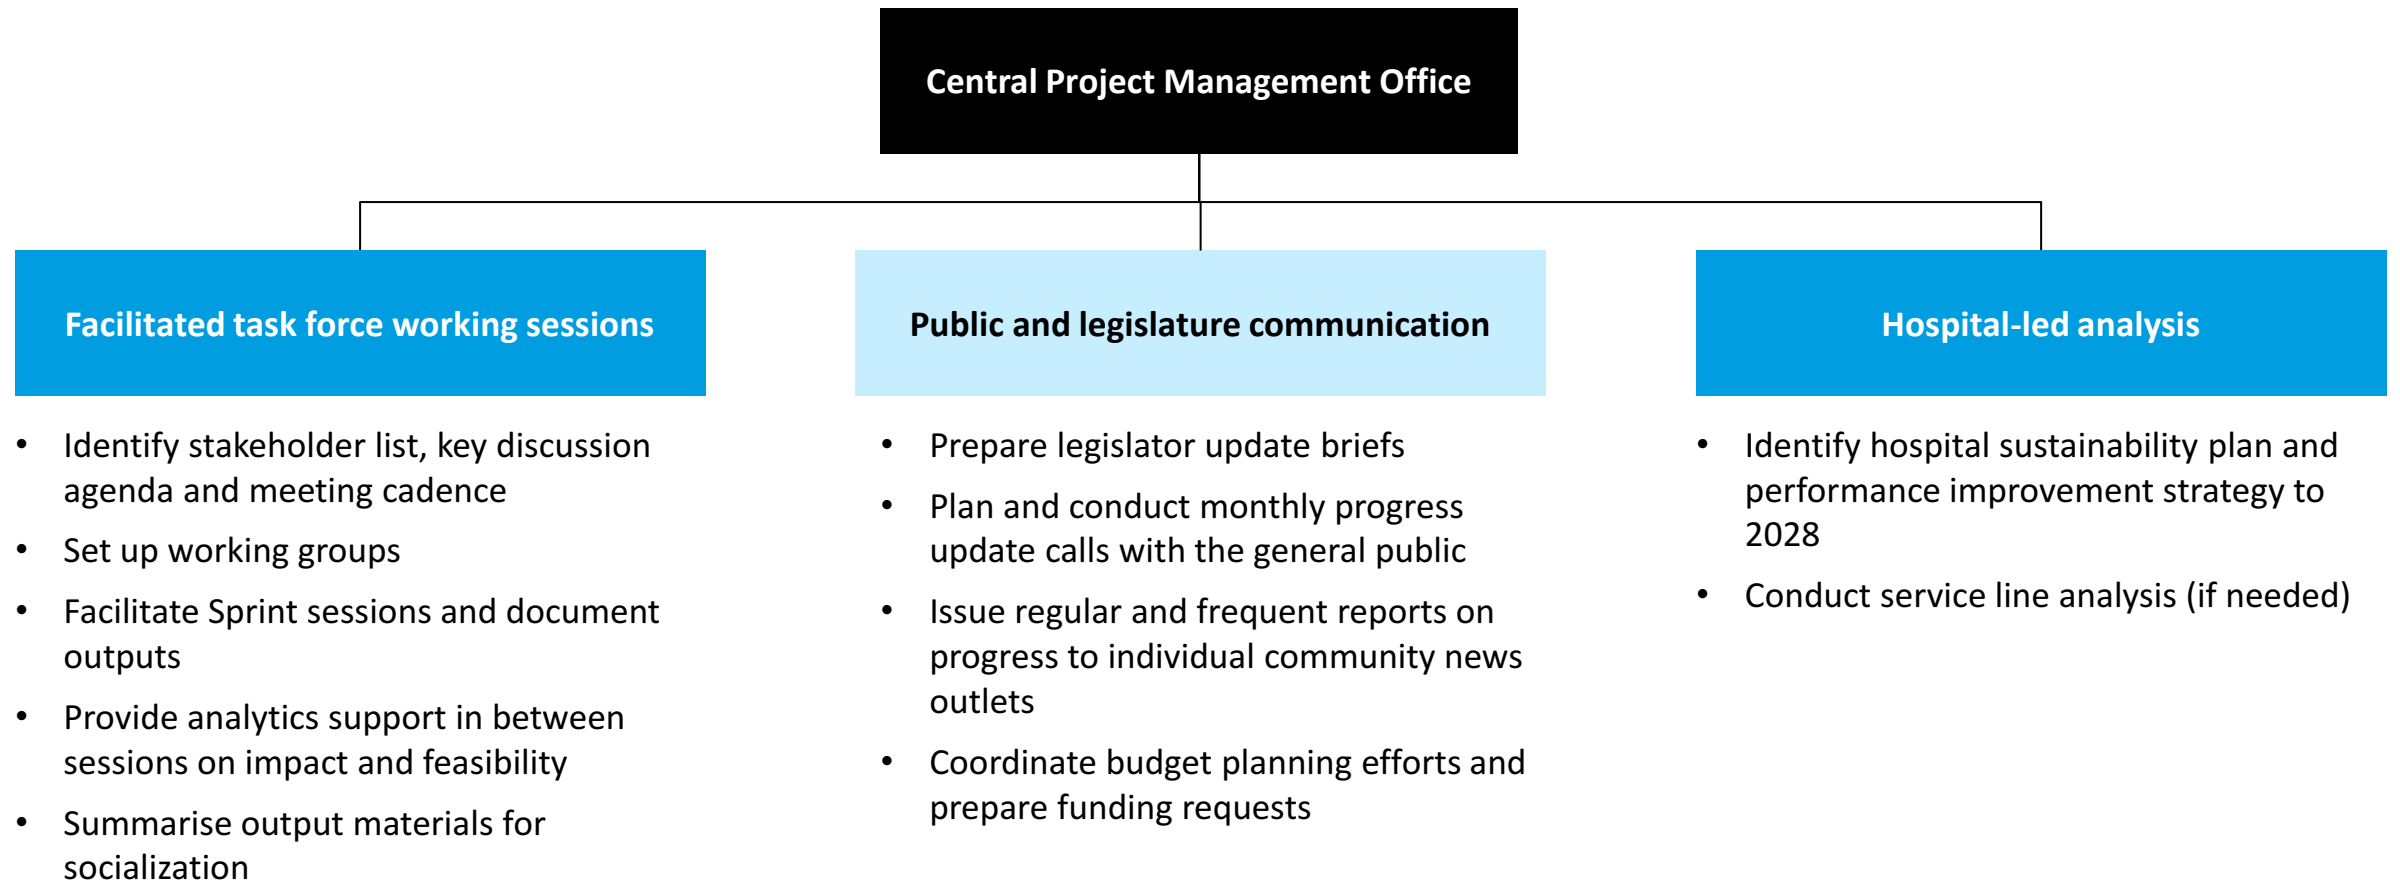 Central Project Management Office
Facilitated task force working sessions
• Identify stakeholder list, key discussion
agenda and meeting cadence
• Set up working groups
• Facilitate Sprint sessions and document
outputs
• Provide analytics support in between
sessions on impact and feasibility
• Summarise output materials for
socialization
Public and legislature communication
• Prepare legislator update briefs
• Plan and conduct monthly progress
update calls with the general public
• Issue regular and frequent reports on
progress to individual community news
outlets
• Coordinate budget planning efforts and
prepare funding requests
Hospital-led analysis
• Identify hospital sustainability plan and
performance improvement strategy to
2028
• Conduct service line analysis (if needed)